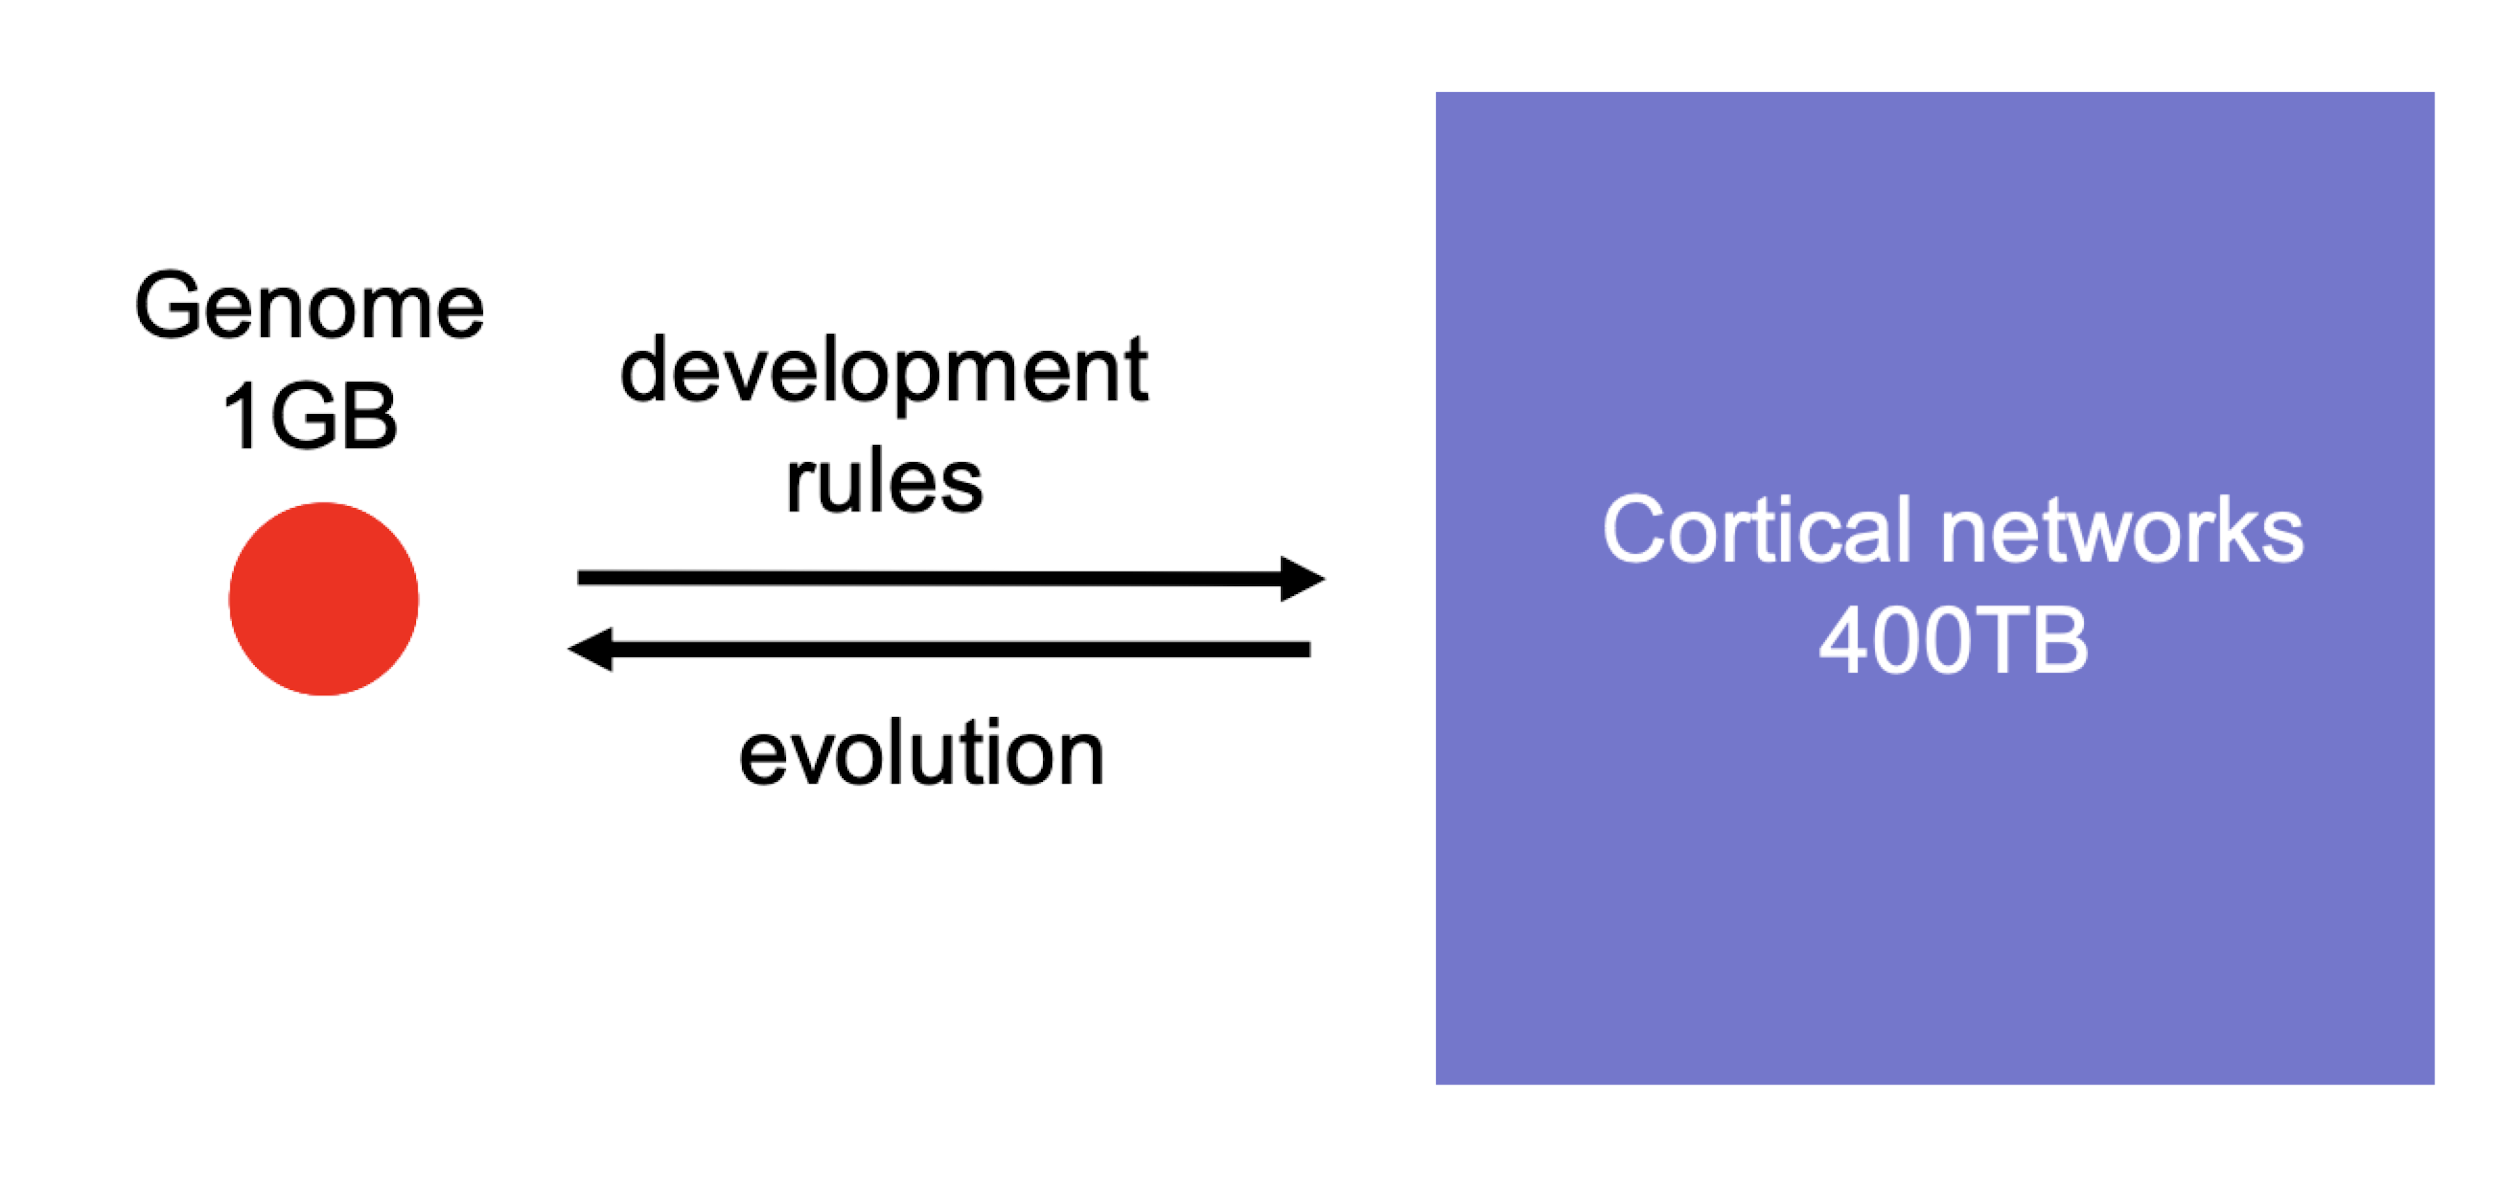 Genome
1GB
development
rules
evolution
Cortical networks
400TB